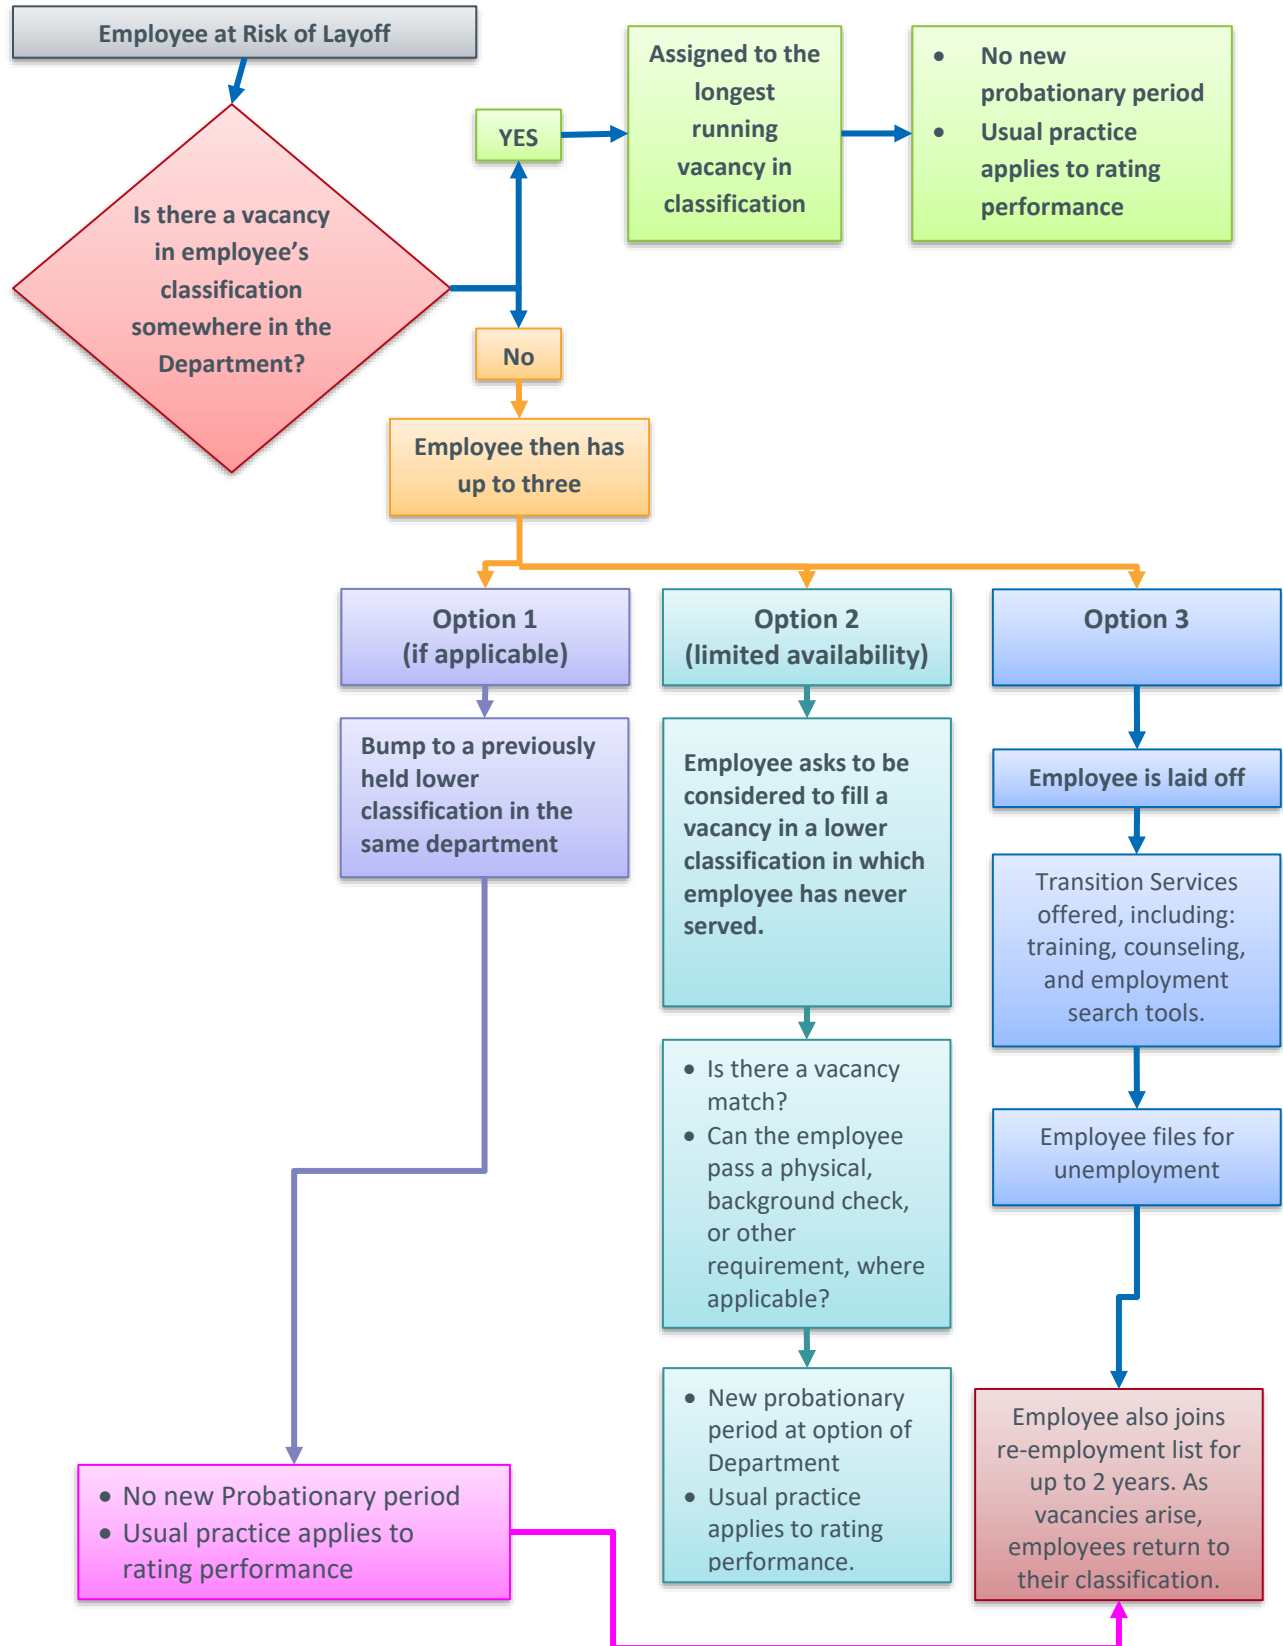 Employee at Risk of Layoff
Is there a vacancy
in employee’s
classification
somewhere in the
Department?
YES
Assigned to the
longest
running
vacancy in
classification
• No new
probationary period
• Usual practice
applies to rating
performance
No
Employee then has
up to three
Option 1
(if applicable)
Bump to a previously
held lower
classification in the
same department
• No new Probationary period
• Usual practice applies to
rating performance
Option 2
(limited availability)
Employee asks to be
considered to fill a
vacancy in a lower
classification in which
employee has never
served.
• Is there a vacancy
match?
• Can the employee
pass a physical,
background check,
or other
requirement, where
applicable?
• New probationary
period at option of
Department
• Usual practice
applies to rating
performance.
Option 3
Employee is laid off
Transition Services
offered, including:
training, counseling,
and employment
search tools.
Employee files for
unemployment
Employee also joins
re-employment list for
up to 2 years. As
vacancies arise,
employees return to
their classification.